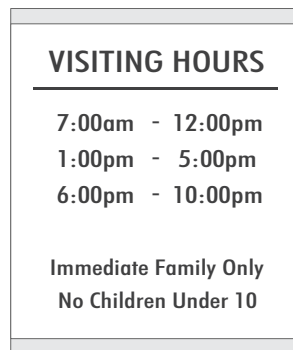 VISITING HOURS
7:00am - 12:00pm
1:00pm - 5:00pm
6:00pm - 10:00pm
Immediate Family Only
No Children Under 10